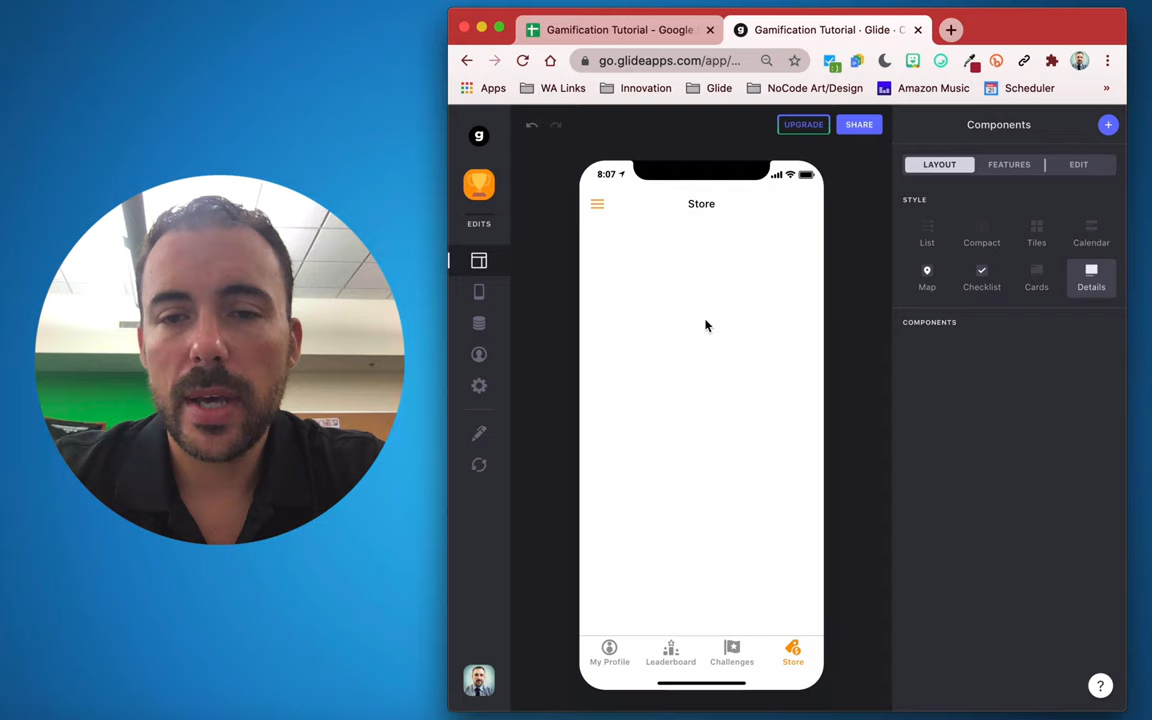 Gamification Tutorial - Google
Gamification Tutorial · Glide · C
go.glideapps.com/app/...
Apps
WA Links
Innovation
Glide
NoCode Art/Design
Amazon Music
Scheduler
»
g
EDITS
UPGRADE
SHARE
8:07
Store
My Profile
Leaderboard
Challenges
Store
Components
LAYOUT
FEATURES
EDIT
STYLE
List
Compact
Tiles
Calendar
Map
Checklist
Cards
Details
COMPONENTS
?